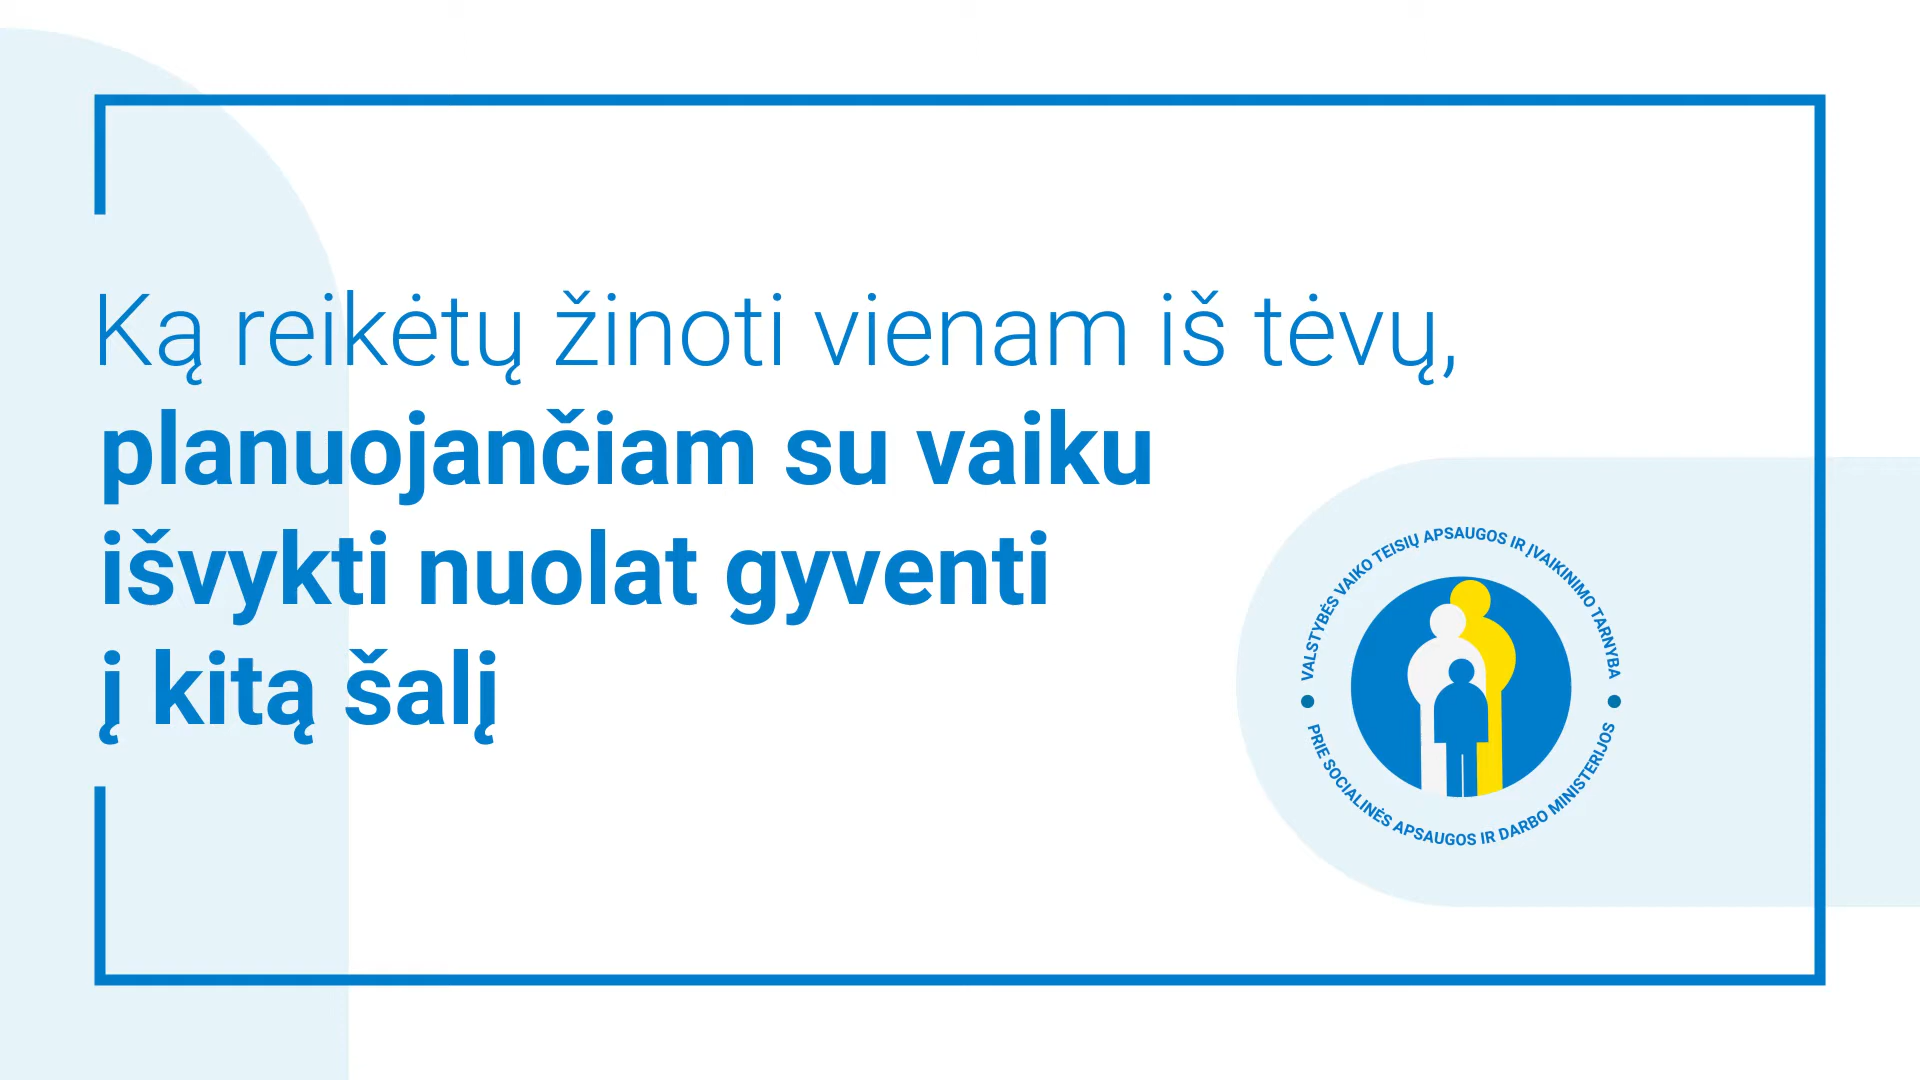 Ką reikėtų žinoti vienam iš tėvų,
planuojančiam su vaiku
išvykti nuolat gyventi
į kitą šalį
VALSTYBĖS VAIKO TEISIŲ APSAUGOS IR ĮVAIKINIMO TARNYBA
PRIE SOCIALINĖS APSAUGOS IR DARBO MINISTERIJOS